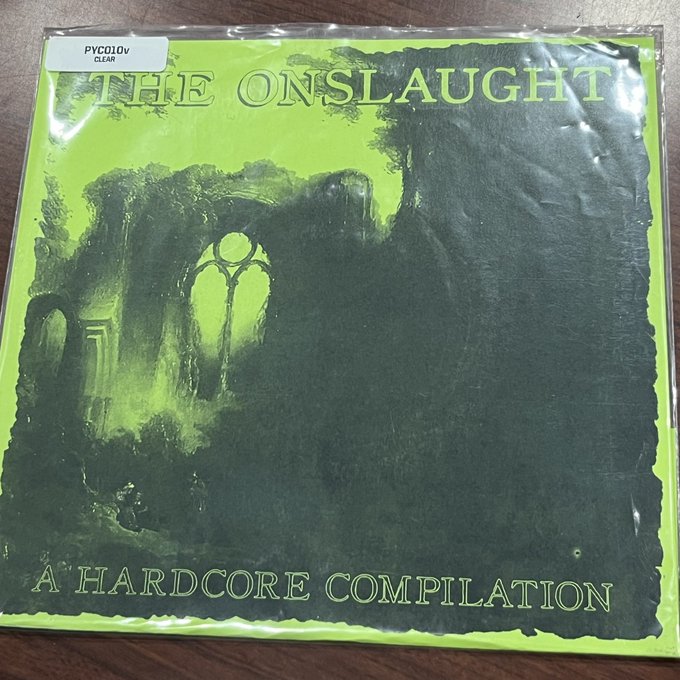 PYC010v
CLEAR
THE ONSLAUGHT
A HARDCORE COMPILATION